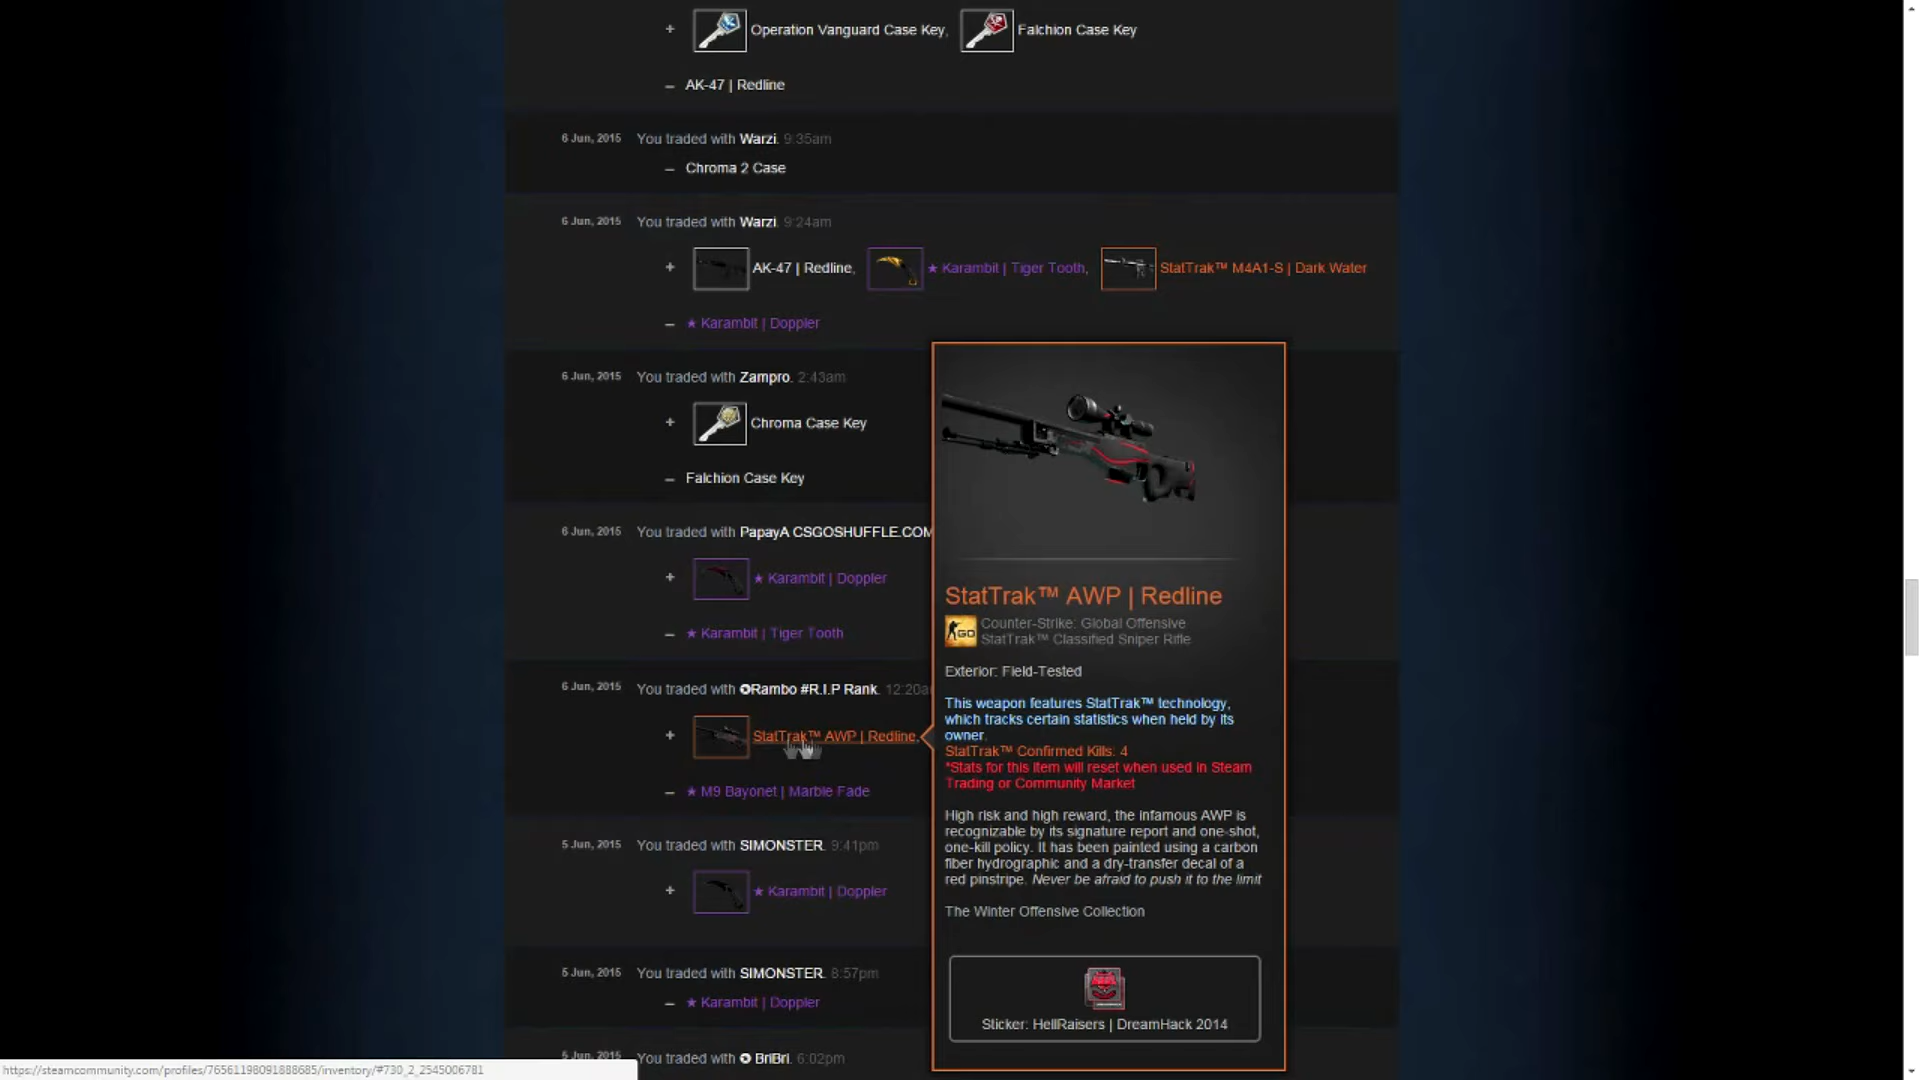 + Operation Vanguard Case Key, Falchion Case Key
– AK-47 | Redline
6 Jun, 2015 You traded with Warzi. 9:35am
– Chroma 2 Case
6 Jun, 2015 You traded with Warzi. 9:24am
+ AK-47 | Redline, ★ Karambit | Tiger Tooth, StatTrak™ M4A1-S | Dark Water
– ★ Karambit | Doppler
6 Jun, 2015 You traded with Zampro. 2:43am
+ Chroma Case Key
– Falchion Case Key
6 Jun, 2015 You traded with PapayA CSGOSHUFFLE.COM
+ ★ Karambit | Doppler
– ★ Karambit | Tiger Tooth
6 Jun, 2015 You traded with ✪Rambo #R.I.P Rank. 12:20a
+ StatTrak™ AWP | Redline,
– ★ M9 Bayonet | Marble Fade
5 Jun, 2015 You traded with SIMONSTER. 9:41pm
+ ★ Karambit | Doppler
5 Jun, 2015 You traded with SIMONSTER. 8:57pm
– ★ Karambit | Doppler
5 Jun, 2015 You traded with ✪ BriBri. 6:02pm
StatTrak™ AWP | Redline
GO
Counter-Strike: Global Offensive
StatTrak™ Classified Sniper Rifle
Exterior: Field-Tested
This weapon features StatTrak™ technology,
which tracks certain statistics when held by its
owner.
StatTrak™ Confirmed Kills: 4
*Stats for this item will reset when used in Steam
Trading or Community Market
High risk and high reward, the infamous AWP is
recognizable by its signature report and one-shot,
one-kill policy. It has been painted using a carbon
fiber hydrographic and a dry-transfer decal of a
red pinstripe. Never be afraid to push it to the limit
The Winter Offensive Collection
Sticker: HellRaisers | DreamHack 2014
https://steamcommunity.com/profiles/76561198091888685/inventory/#730_2_2545006781